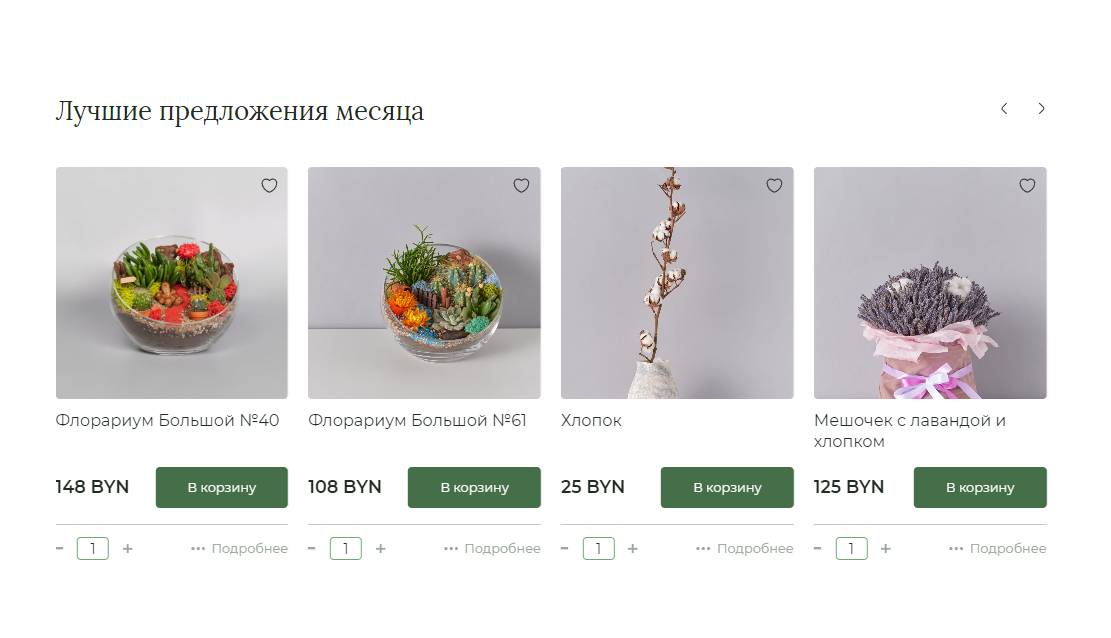 Лучшие предложения месяца
Флорариум Большой №40
Флорариум Большой №61
Хлопок
Мешочек с лавандой и
хлопком
148 BYN В корзину
108 BYN В корзину
25 BYN В корзину
125 BYN В корзину
- 1 + ··· Подробнее
- 1 + ··· Подробнее
- 1 + ··· Подробнее
- 1 + ··· Подробнее